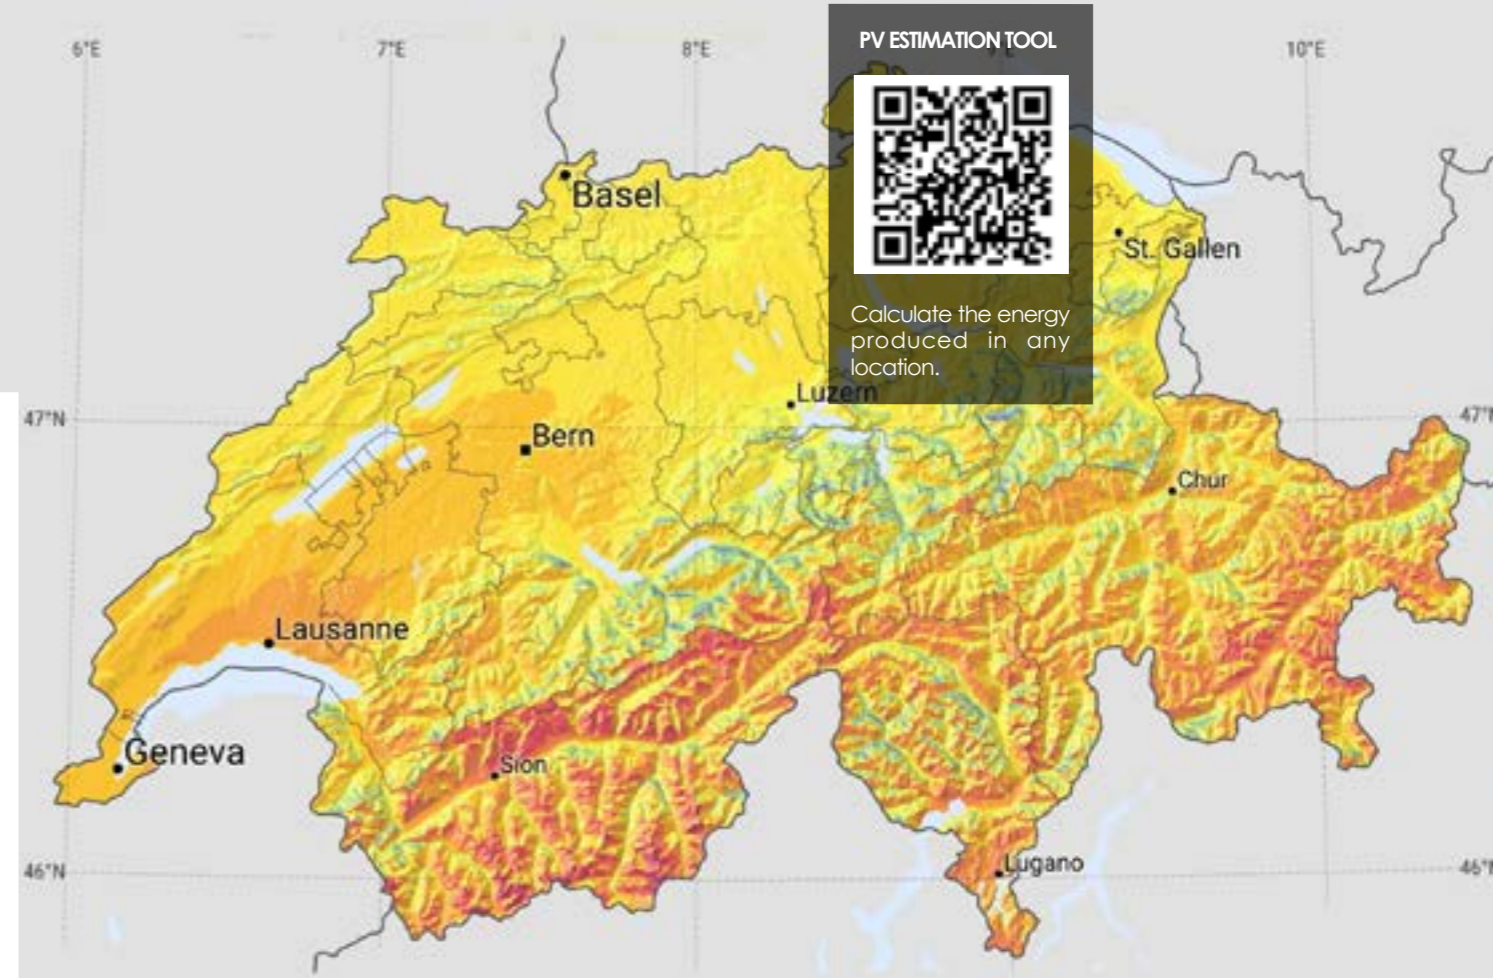 6°E
7°E
8°E
PV ESTIMATION TOOL
9°E
10°E
Basel
St. Gallen
Calculate the energy
produced in any
location.
Luzern
47°N
47°N
Bern
Chur
Lausanne
Geneva
Sion
46°N
46°N
Lugano